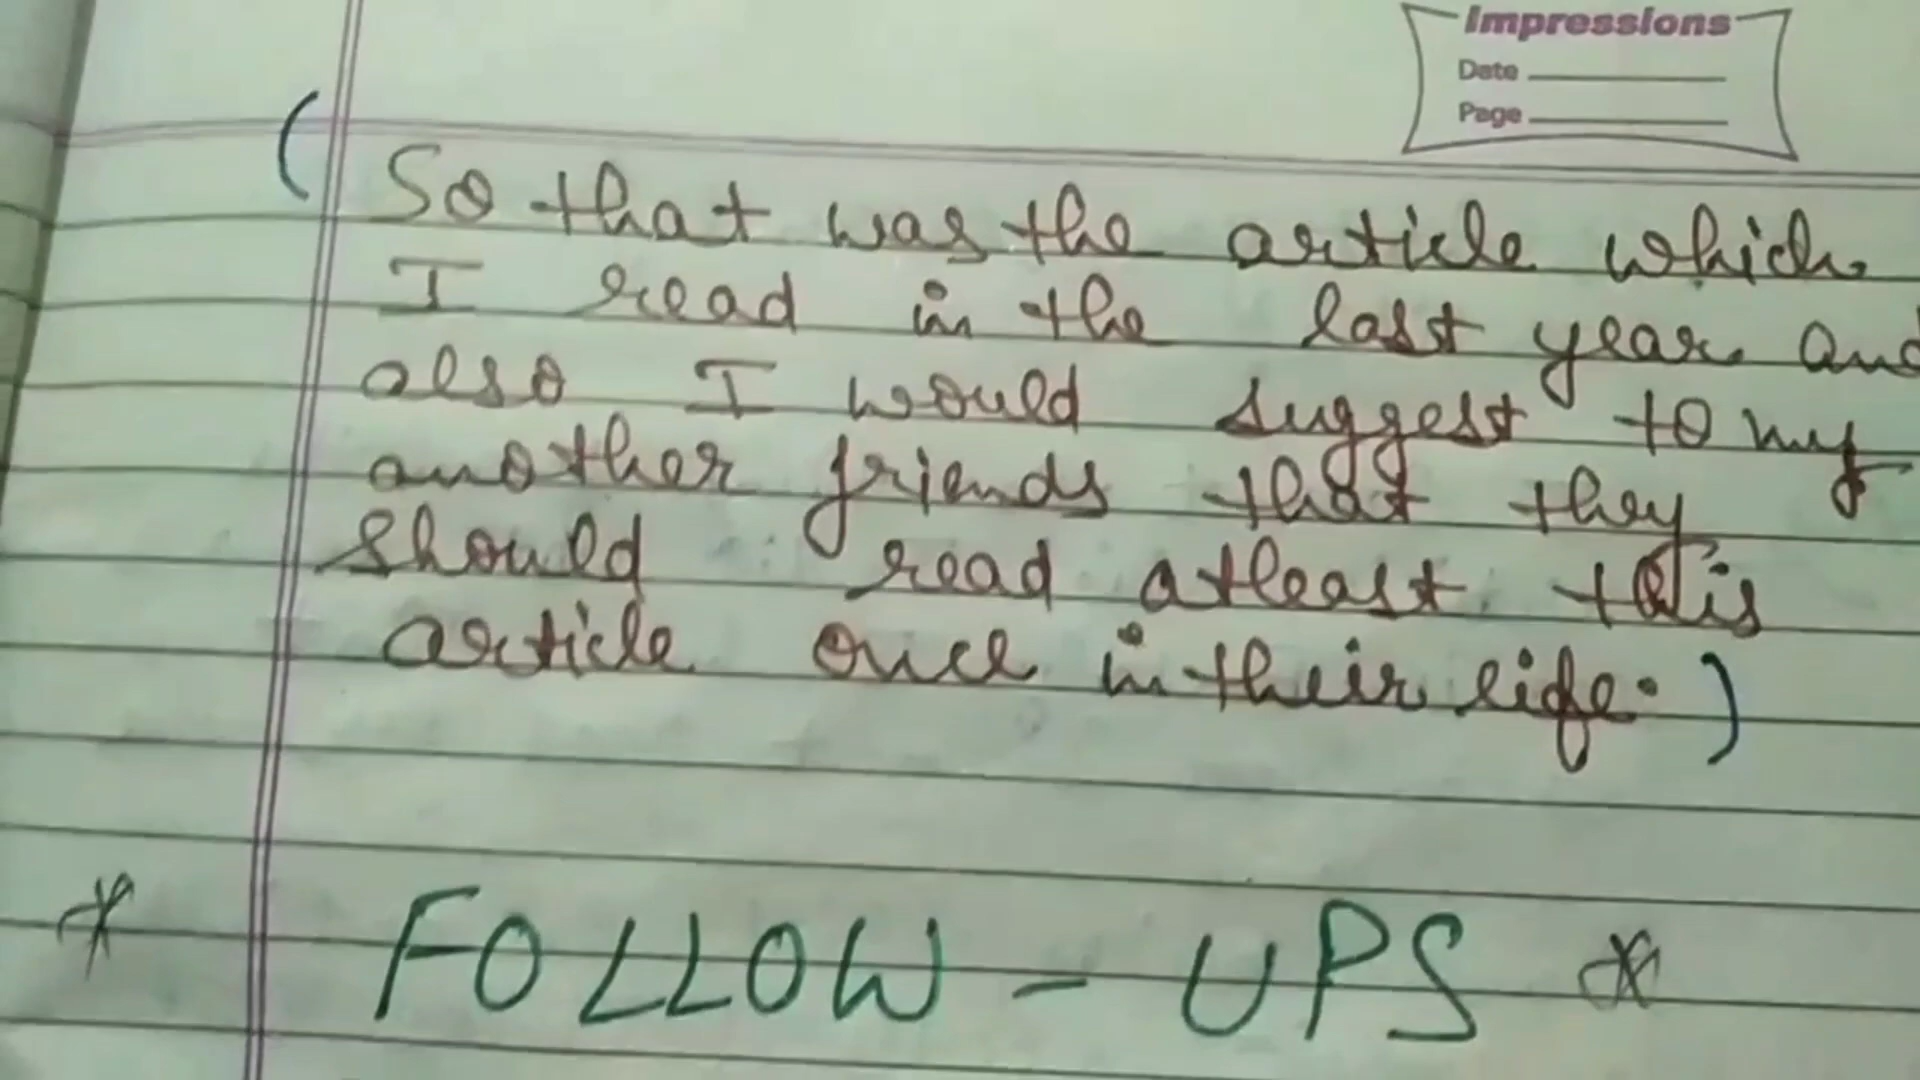 Impressions
Date
Page
(So that was the article which
I read in the last year and
also I would suggest to my
another friends that they
should read atleast this
article once in their life.)
* FOLLOW - UPS *